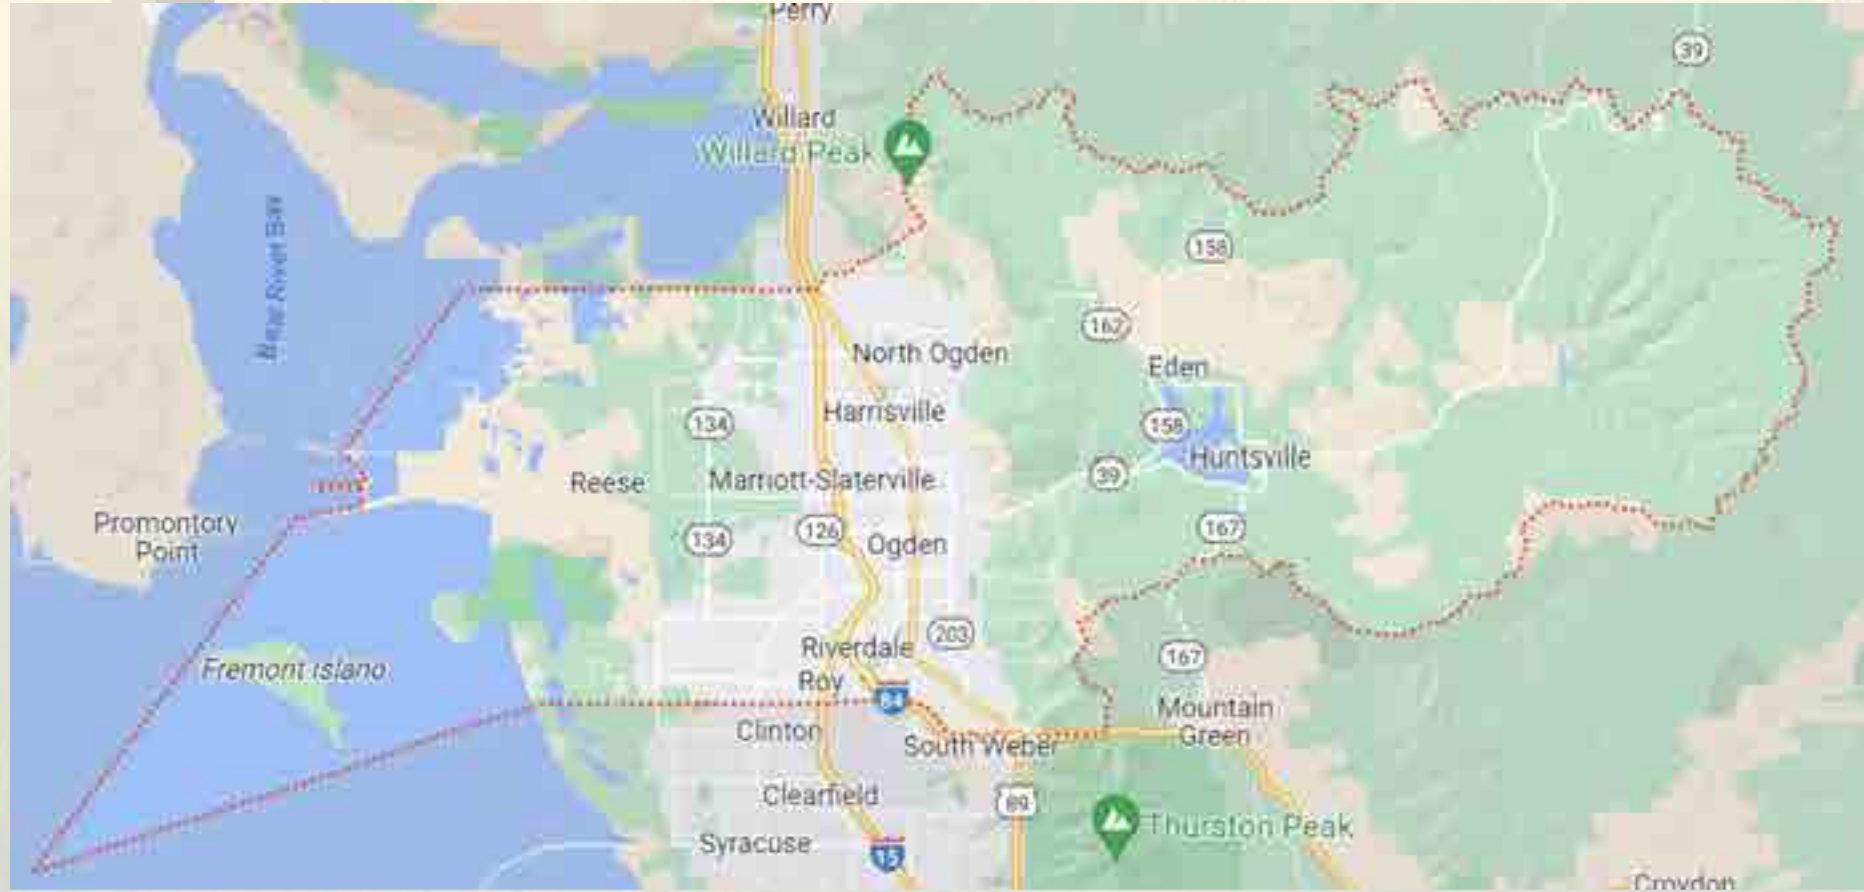 Perry
39
Willard
Willard Peak
158
Bear River Bay
162
North Ogden
Eden
Harrisville
134
158
Huntsville
39
Reese
Marriott-Slaterville
Promontory
Point
126
167
134
Ogden
203
Riverdale
167
Fremont Island
Roy
84
Mountain
Green
Clinton
South Weber
Clearfield
89
Thurston Peak
Syracuse
15
Croydon